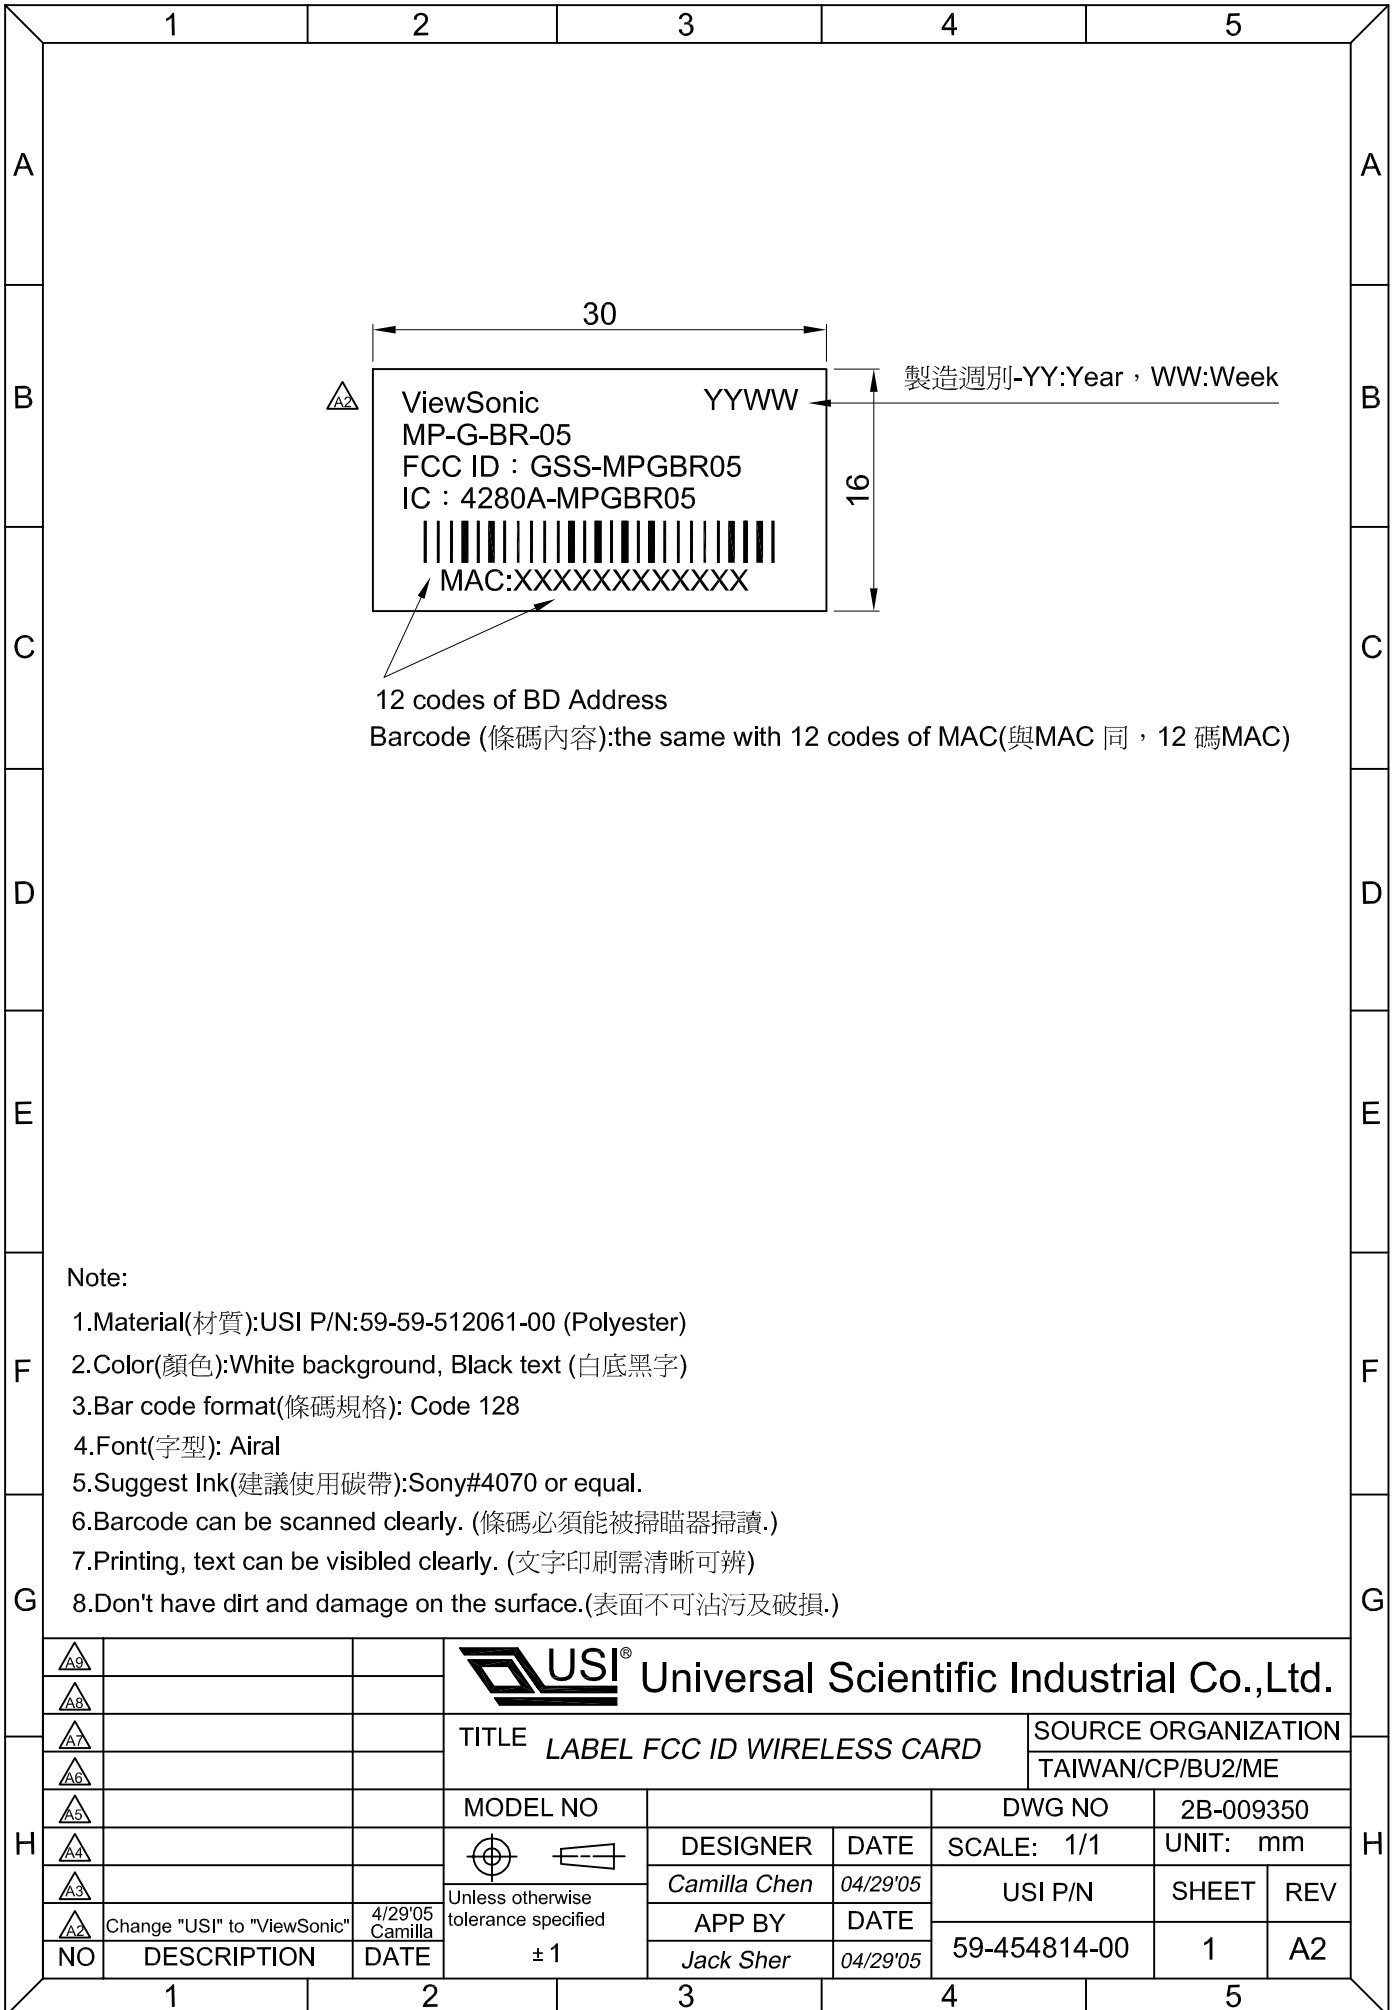 1 2 3 4 5
A A
B B
C C
D D
E E
F F
G G
H H
30
16
A2
ViewSonic YYWW
MP-G-BR-05
FCC ID：GSS-MPGBR05
IC：4280A-MPGBR05
MAC:XXXXXXXXXXXX
製造週別-YY:Year，WW:Week
12 codes of BD Address
Barcode (條碼內容):the same with 12 codes of MAC(與MAC 同，12 碼MAC)
Note:
1.Material(材質):USI P/N:59-59-512061-00 (Polyester)
2.Color(顏色):White background, Black text (白底黑字)
3.Bar code format(條碼規格): Code 128
4.Font(字型): Airal
5.Suggest Ink(建議使用碳帶):Sony#4070 or equal.
6.Barcode can be scanned clearly. (條碼必須能被掃瞄器掃讀.)
7.Printing, text can be visibled clearly. (文字印刷需清晰可辨)
8.Don't have dirt and damage on the surface.(表面不可沾污及破損.)
A9
A8
A7
A6
A5
A4
A3
A2 Change "USI" to "ViewSonic" 4/29'05 Camilla
NO DESCRIPTION DATE
USI® Universal Scientific Industrial Co.,Ltd.
TITLE LABEL FCC ID WIRELESS CARD
SOURCE ORGANIZATION
TAIWAN/CP/BU2/ME
MODEL NO DWG NO 2B-009350
DESIGNER DATE SCALE: 1/1 UNIT: mm
Camilla Chen 04/29'05 USI P/N SHEET REV
Unless otherwise
tolerance specified
±1
APP BY DATE
Jack Sher 04/29'05 59-454814-00 1 A2
1 2 3 4 5